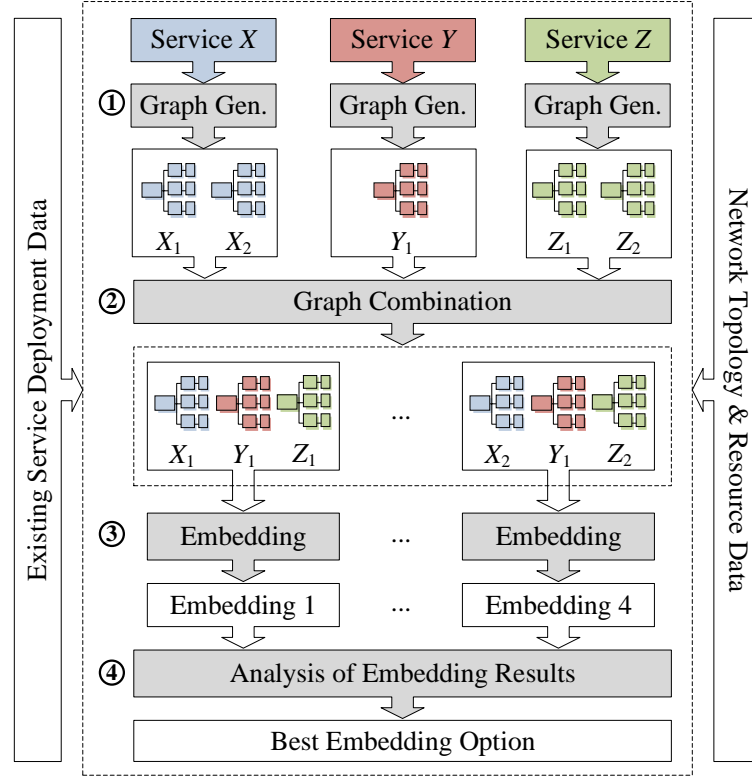 Service X
Service Y
Service Z
① Graph Gen.
Graph Gen.
Graph Gen.
X₁ X₂
Y₁
Z₁ Z₂
② Graph Combination
X₁ Y₁ Z₁
...
X₂ Y₁ Z₂
③ Embedding
...
Embedding
Embedding 1
...
Embedding 4
④ Analysis of Embedding Results
Best Embedding Option
Existing Service Deployment Data
Network Topology & Resource Data